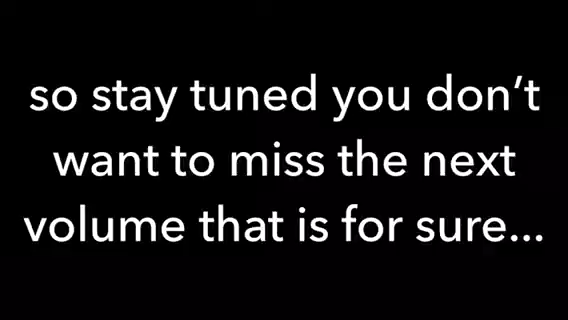 so stay tuned you don’t
want to miss the next
volume that is for sure...